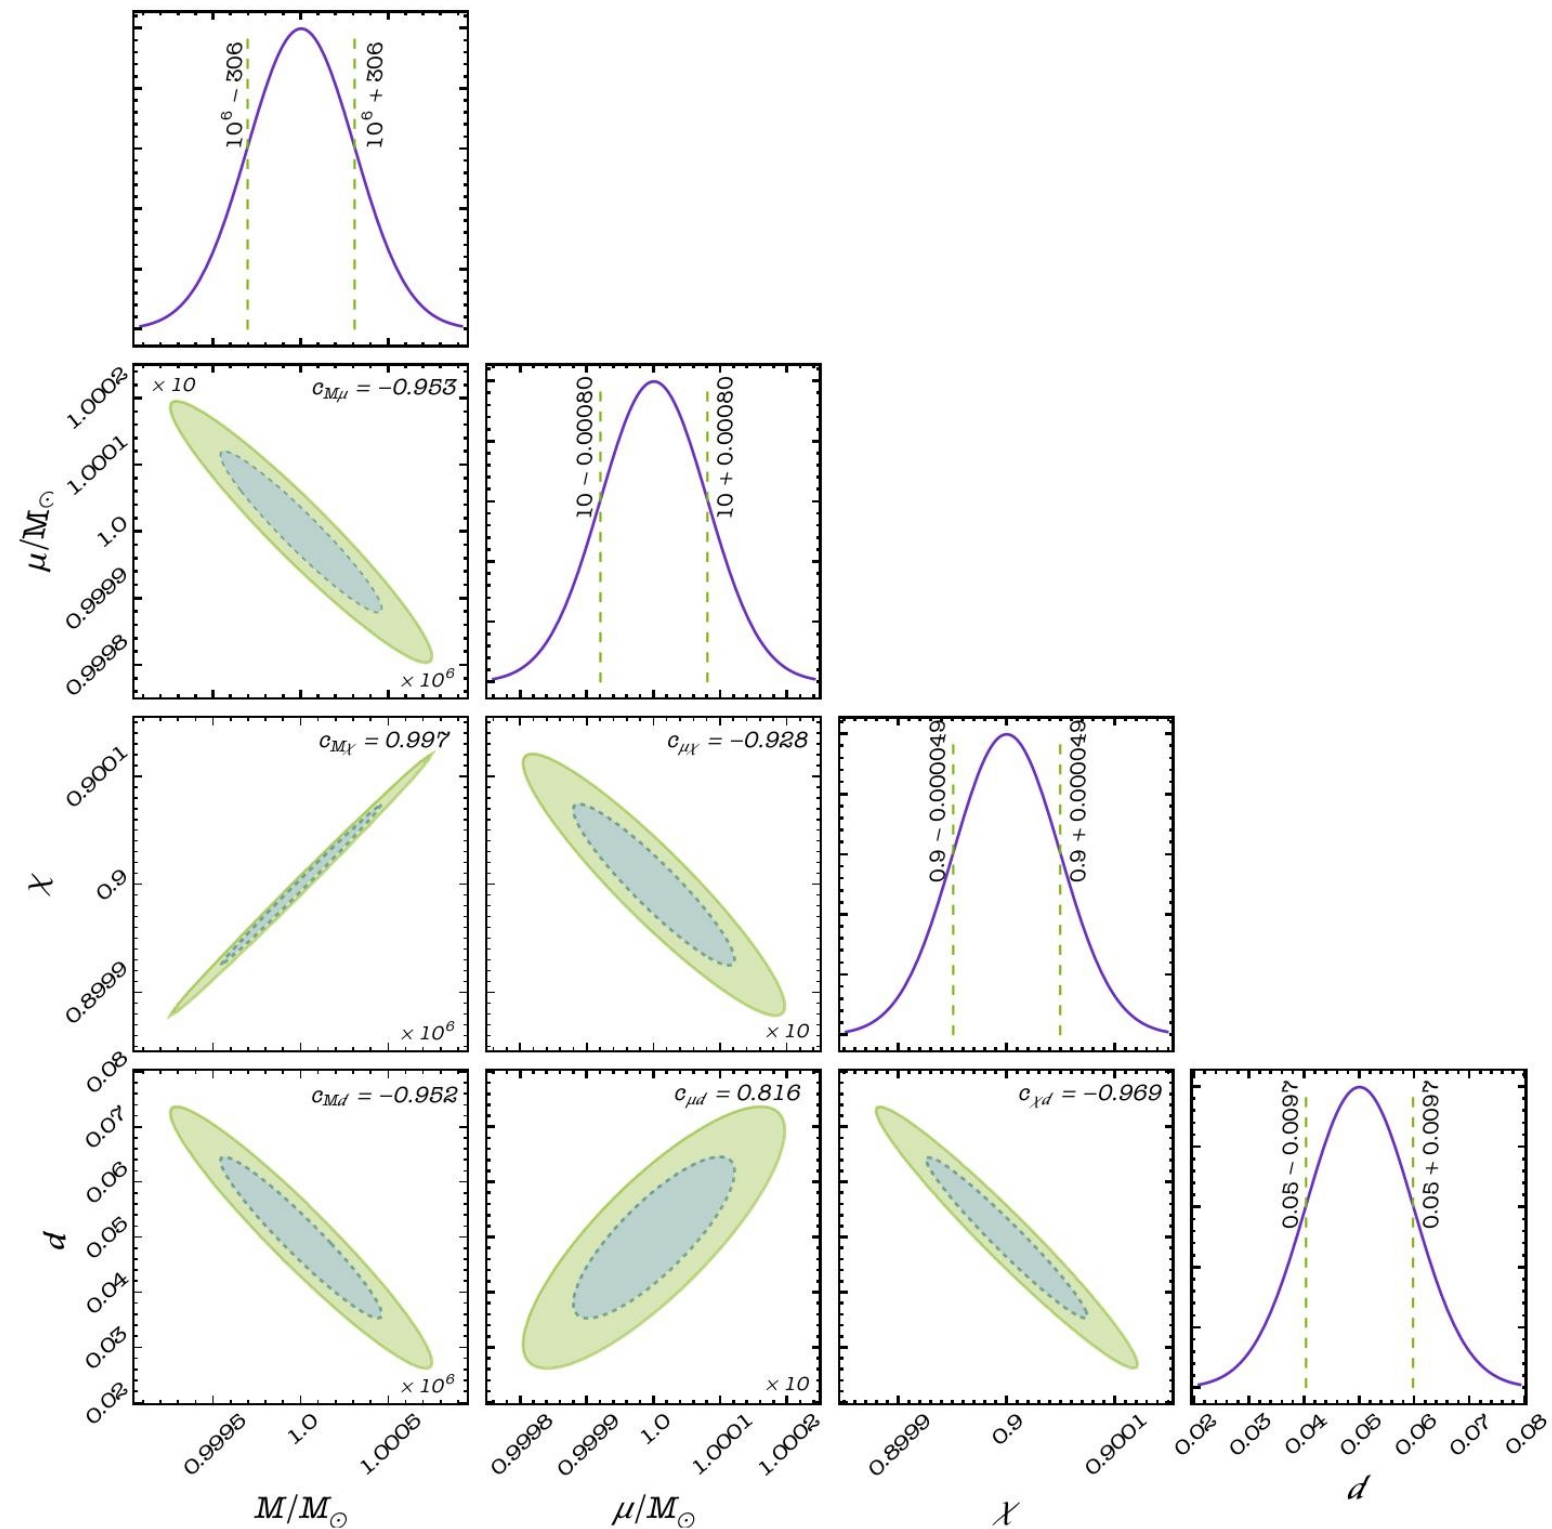 10⁶ − 306
10⁶ + 306
μ/M☉
1.0002
1.0001
1.0
0.9999
0.9998
× 10
c_Mμ = −0.953
× 10⁶
10 − 0.00080
10 + 0.00080
χ
0.9001
0.9
0.8999
c_Mχ = 0.997
× 10⁶
c_μχ = −0.928
× 10
0.9 − 0.000049
0.9 + 0.000049
d
0.08
0.07
0.06
0.05
0.04
0.03
0.02
c_Md = −0.952
× 10⁶
c_μd = 0.816
× 10
c_χd = −0.969
0.05 − 0.0097
0.05 + 0.0097
0.9995 1.0 1.0005
0.9998 0.9999 1.0 1.0001 1.0002
0.8999 0.9 0.9001
0.02 0.03 0.04 0.05 0.06 0.07 0.08
M/M☉
μ/M☉
χ
d